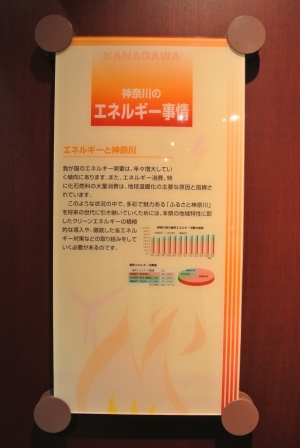 KANAGAWA
神奈川の
エネルギー事情
エネルギーと神奈川
我が国のエネルギー需要は、年々増大してい
く傾向にあります。また、エネルギー消費、特
に化石燃料の大量消費は、地球温暖化の主要な原因と指摘さ
れています。
このような状況の中で、多彩で魅力ある「ふるさと神奈川」
を将来の世代に引き継いでいくためには、本県の地域特性に即
したクリーンエネルギーの積極
的な導入や、徹底した省エネル
ギー対策などの取り組みをして
いく必要があるのです。